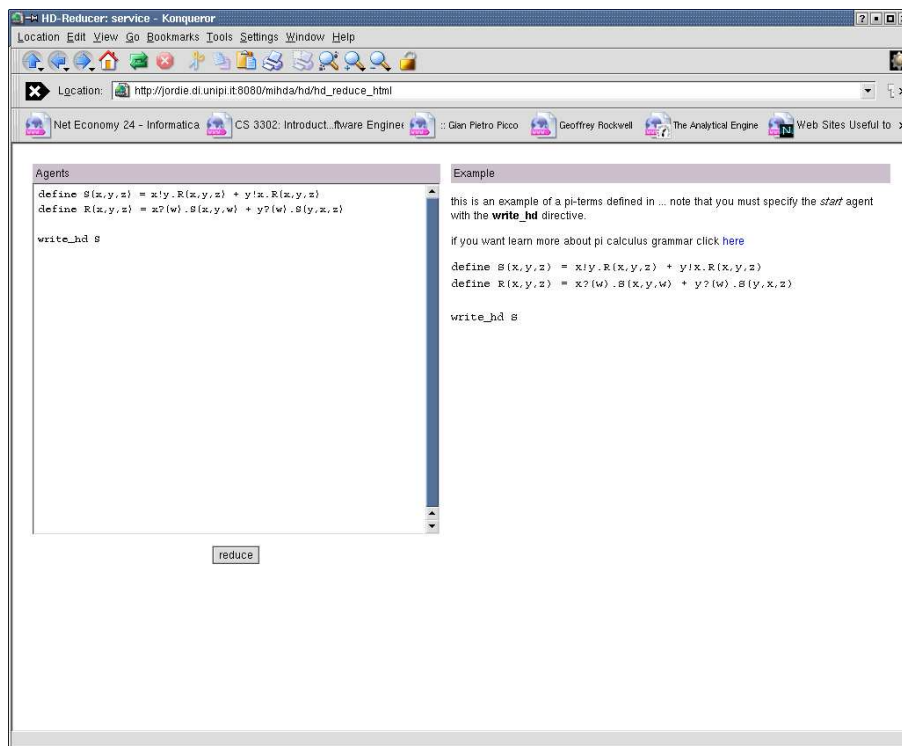 HD-Reducer: service - Konqueror
Location Edit View Go Bookmarks Tools Settings Window Help
Location: http://jordie.di.unipi.it:8080/mihda/hd/hd_reduce_html
Net Economy 24 - Informatica CS 3302: Introduct...ftware Engineer :: Gian Pietro Picco Geoffrey Rockwell The Analytical Engine Web Sites Useful to
Agents
define S(x,y,z) = x!y.R(x,y,z) + y!x.R(x,y,z)
define R(x,y,z) = x?(w).S(x,y,w) + y?(w).S(y,x,z)
write_hd S
reduce
Example
this is an example of a pi-terms defined in ... note that you must specify the start agent
with the write_hd directive.
if you want learn more about pi calculus grammar click here
define S(x,y,z) = x!y.R(x,y,z) + y!x.R(x,y,z)
define R(x,y,z) = x?(w).S(x,y,w) + y?(w).S(y,x,z)
write_hd S